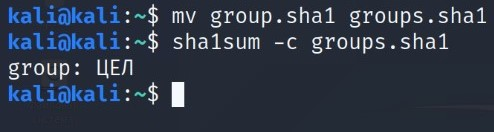 kali@kali:~$ mv group.sha1 groups.sha1
kali@kali:~$ sha1sum -c groups.sha1
group: ЦЕЛ
kali@kali:~$